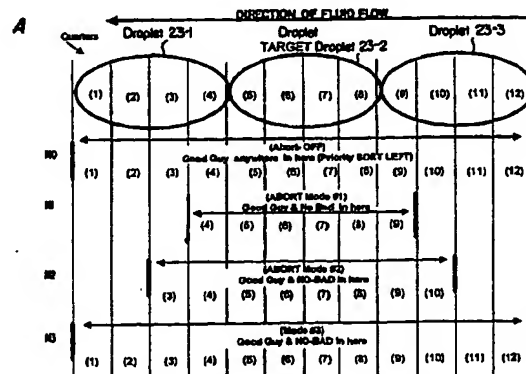 DIRECTION OF FLUID FLOW
A
Quarters
Droplet 23-1
Droplet
TARGET Droplet 23-2
Droplet 23-3
(1) (2) (3) (4) (5) (6) (7) (8) (9) (10) (11) (12)
(Abort-OFF)
Good Guy anywhere in here (Priority SORT LEFT)
(1) (2) (3) (4) (5) (6) (7) (8) (9) (10) (11) (12)
(ABORT Mode #1)
Good Guy & No Bad in here
(4) (5) (6) (7) (8) (9)
#2
(ABORT Mode #2)
Good Guy & NO-BAD in here
(3) (4) (5) (6) (7) (8) (9) (10)
#3
(Mode #3)
Good Guy & NO-BAD in here
(1) (2) (3) (4) (5) (6) (7) (8) (9) (10) (11) (12)